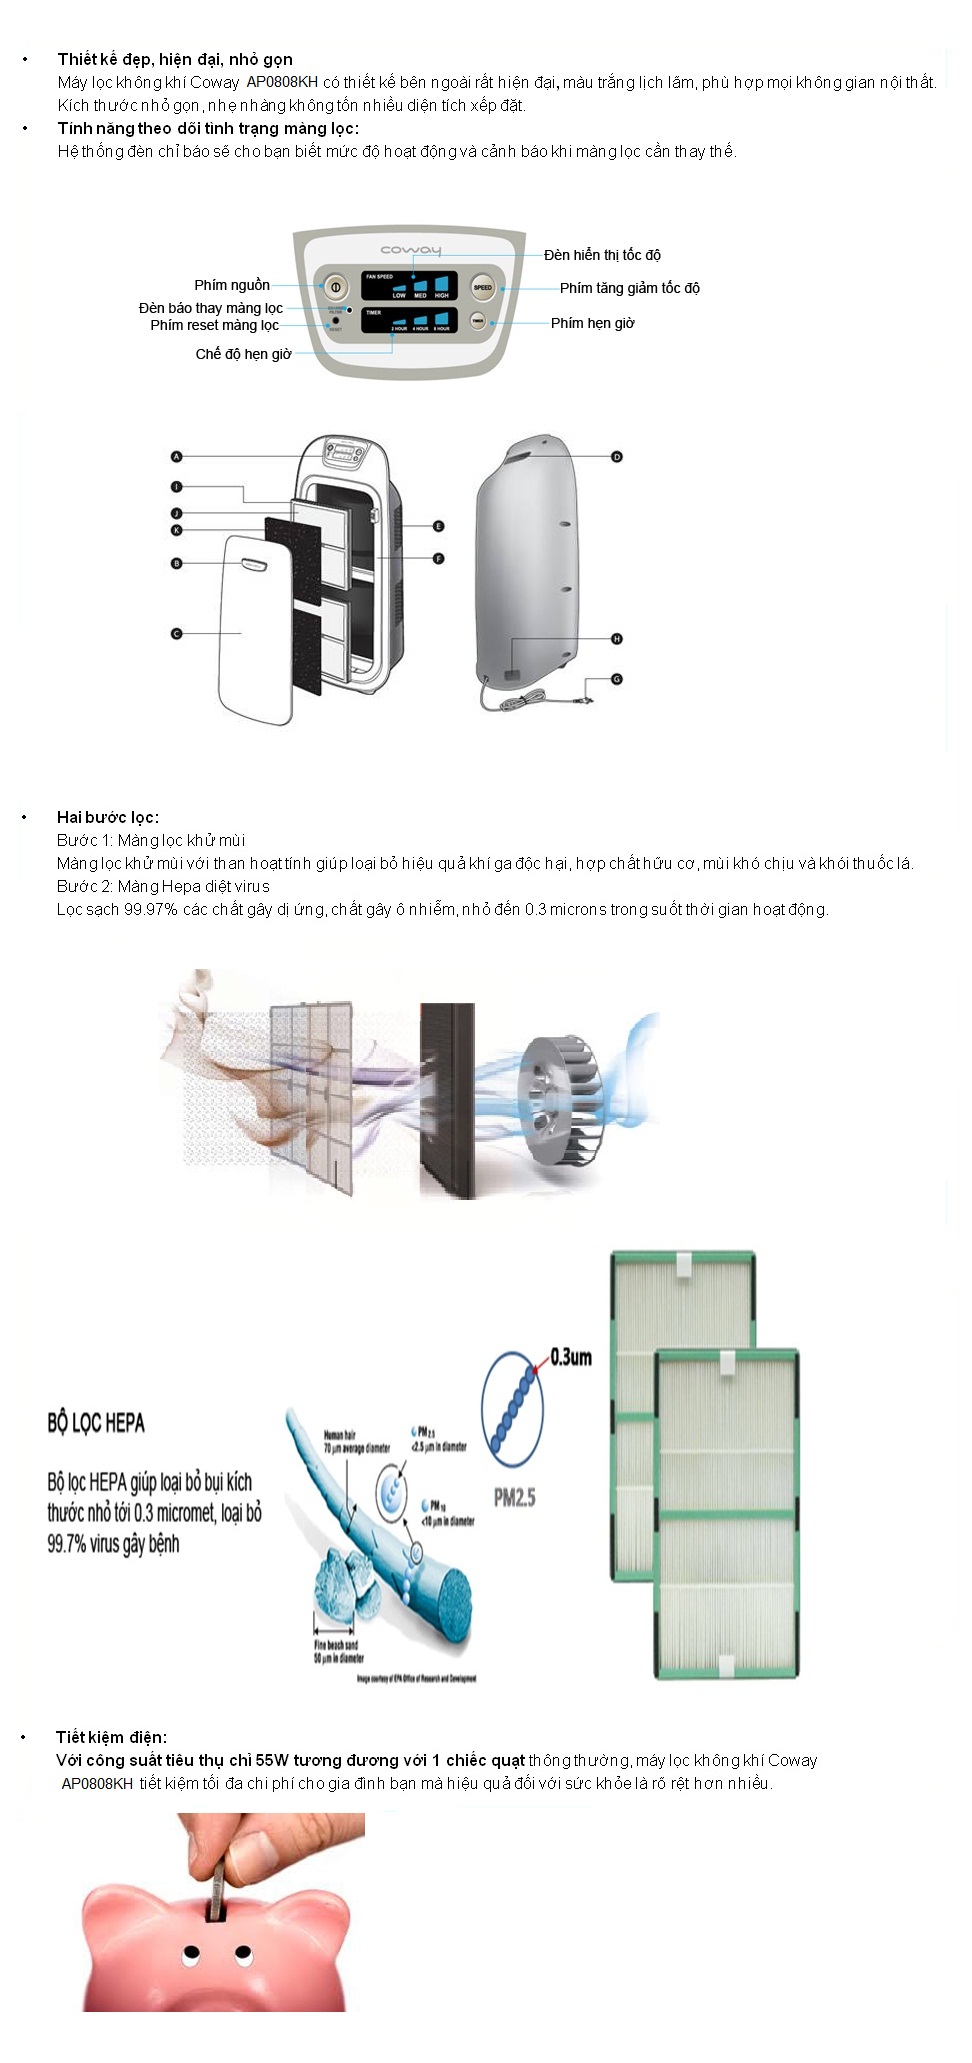 • Thiết kế đẹp, hiện đại, nhỏ gọn
Máy lọc không khí Coway AP0808KH có thiết kế bên ngoài rất hiện đại, màu trắng lịch lãm, phù hợp mọi không gian nội thất.
Kích thước nhỏ gọn, nhẹ nhàng không tốn nhiều diện tích xếp đặt.
• Tính năng theo dõi tình trạng màng lọc:
Hệ thống đèn chỉ báo sẽ cho bạn biết mức độ hoạt động và cảnh báo khi màng lọc cần thay thế.
coway
Đèn hiển thị tốc độ
FAN SPEED
LOW MED HIGH
SPEED
Phím nguồn
Phím tăng giảm tốc độ
Đèn báo thay màng lọc
Phím reset màng lọc
RESET
TIMER
2 HOUR 4 HOUR 8 HOUR
TIMER
Phím hẹn giờ
Chế độ hẹn giờ
A
I
J
K
B
C
E
F
D
H
G
• Hai bước lọc:
Bước 1: Màng lọc khử mùi
Màng lọc khử mùi với than hoạt tính giúp loại bỏ hiệu quả khí ga độc hại, hợp chất hữu cơ, mùi khó chịu và khói thuốc lá.
Bước 2: Màng Hepa diệt virus
Lọc sạch 99.97% các chất gây dị ứng, chất gây ô nhiễm, nhỏ đến 0.3 microns trong suốt thời gian hoạt động.
BỘ LỌC HEPA
Bộ lọc HEPA giúp loại bỏ bụi kích
thước nhỏ tới 0.3 micromet, loại bỏ
99.7% virus gây bệnh
Human hair
70 µm average diameter
PM2.5
<2.5 µm in diameter
PM10
<10 µm in diameter
Fine beach sand
50 µm in diameter
Image courtesy of EPA Office of Research and Development
0.3um
PM2.5
• Tiết kiệm điện:
Với công suất tiêu thụ chỉ 55W tương đương với 1 chiếc quạt thông thường, máy lọc không khí Coway
AP0808KH tiết kiệm tối đa chi phí cho gia đình bạn mà hiệu quả đối với sức khỏe là rõ rệt hơn nhiều.